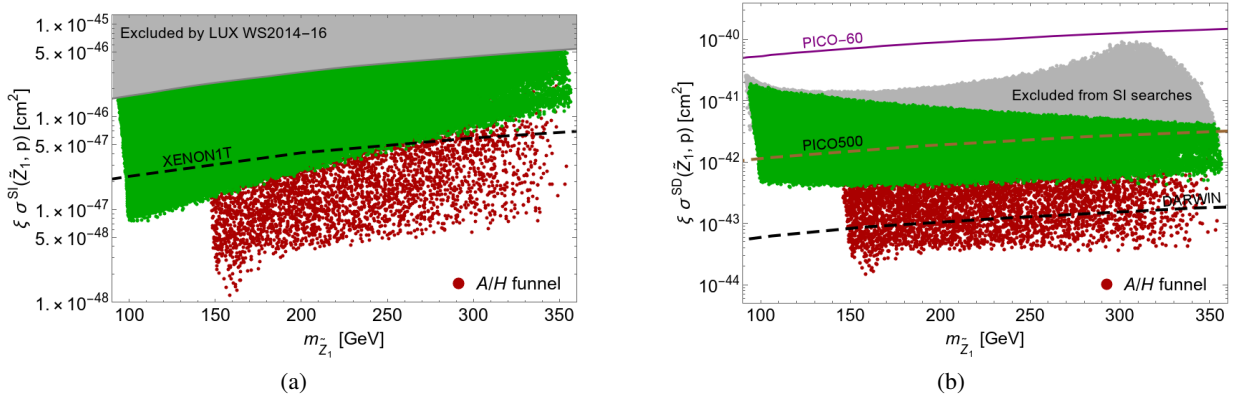 1.×10⁻⁴⁵
5.×10⁻⁴⁶
1.×10⁻⁴⁶
5.×10⁻⁴⁷
1.×10⁻⁴⁷
5.×10⁻⁴⁸
1.×10⁻⁴⁸
ξ σ^SI(Z̃₁, p) [cm²]
Excluded by LUX WS2014-16
XENON1T
A/H funnel
100 150 200 250 300 350
m_Z̃₁ [GeV]
(a)
10⁻⁴⁰
10⁻⁴¹
10⁻⁴²
10⁻⁴³
10⁻⁴⁴
ξ σ^SD(Z̃₁, p) [cm²]
PICO-60
Excluded from SI searches
PICO500
DARWIN
A/H funnel
100 150 200 250 300 350
m_Z̃₁ [GeV]
(b)